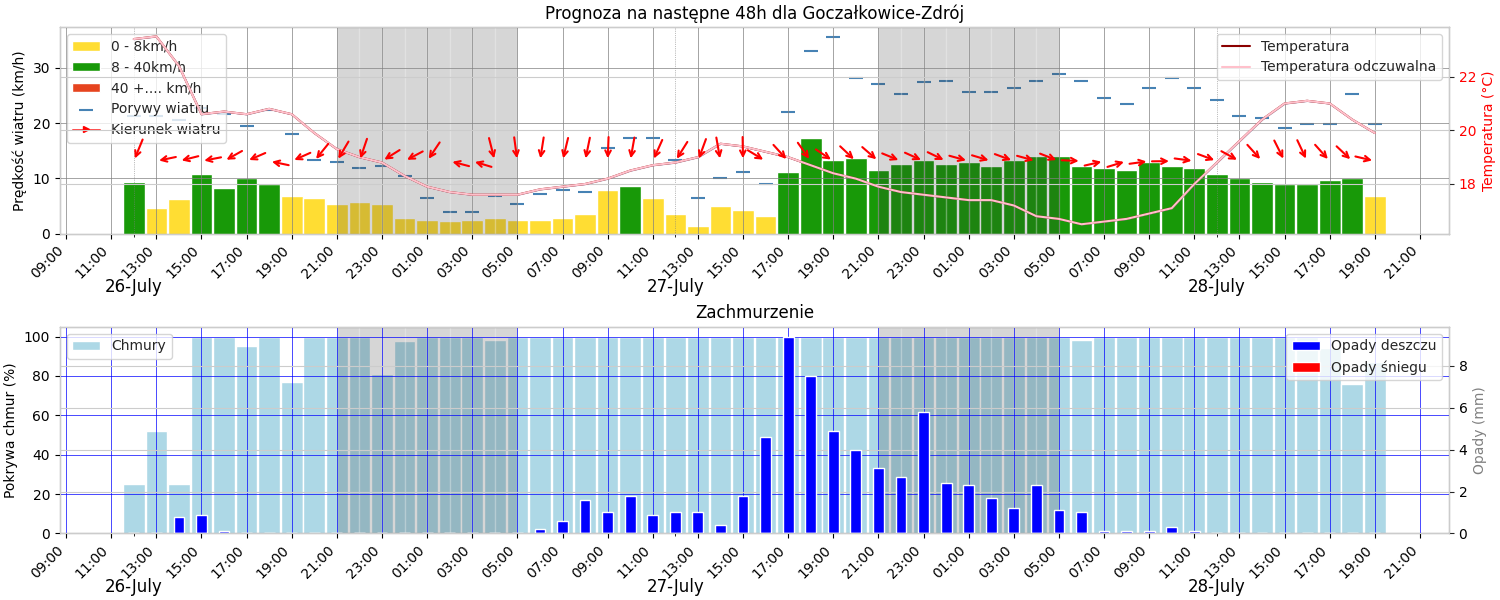 Prognoza na następne 48h dla Goczałkowice-Zdrój
Prędkość wiatru (km/h)
30
20
10
0
0 - 8km/h
8 - 40km/h
40 +.... km/h
Porywy wiatru
Kierunek wiatru
Temperatura
Temperatura odczuwalna
22
20
18
Temperatura (°C)
09:00 11:00 13:00 15:00 17:00 19:00 21:00 23:00 01:00 03:00 05:00 07:00 09:00 11:00 13:00 15:00 17:00 19:00 21:00 23:00 01:00 03:00 05:00 07:00 09:00 11:00 13:00 15:00 17:00 19:00 21:00
26-July 27-July 28-July
Zachmurzenie
Pokrywa chmur (%)
100
80
60
40
20
0
Chmury
Opady deszczu
Opady śniegu
8
6
4
2
0
Opady (mm)
09:00 11:00 13:00 15:00 17:00 19:00 21:00 23:00 01:00 03:00 05:00 07:00 09:00 11:00 13:00 15:00 17:00 19:00 21:00 23:00 01:00 03:00 05:00 07:00 09:00 11:00 13:00 15:00 17:00 19:00 21:00
26-July 27-July 28-July